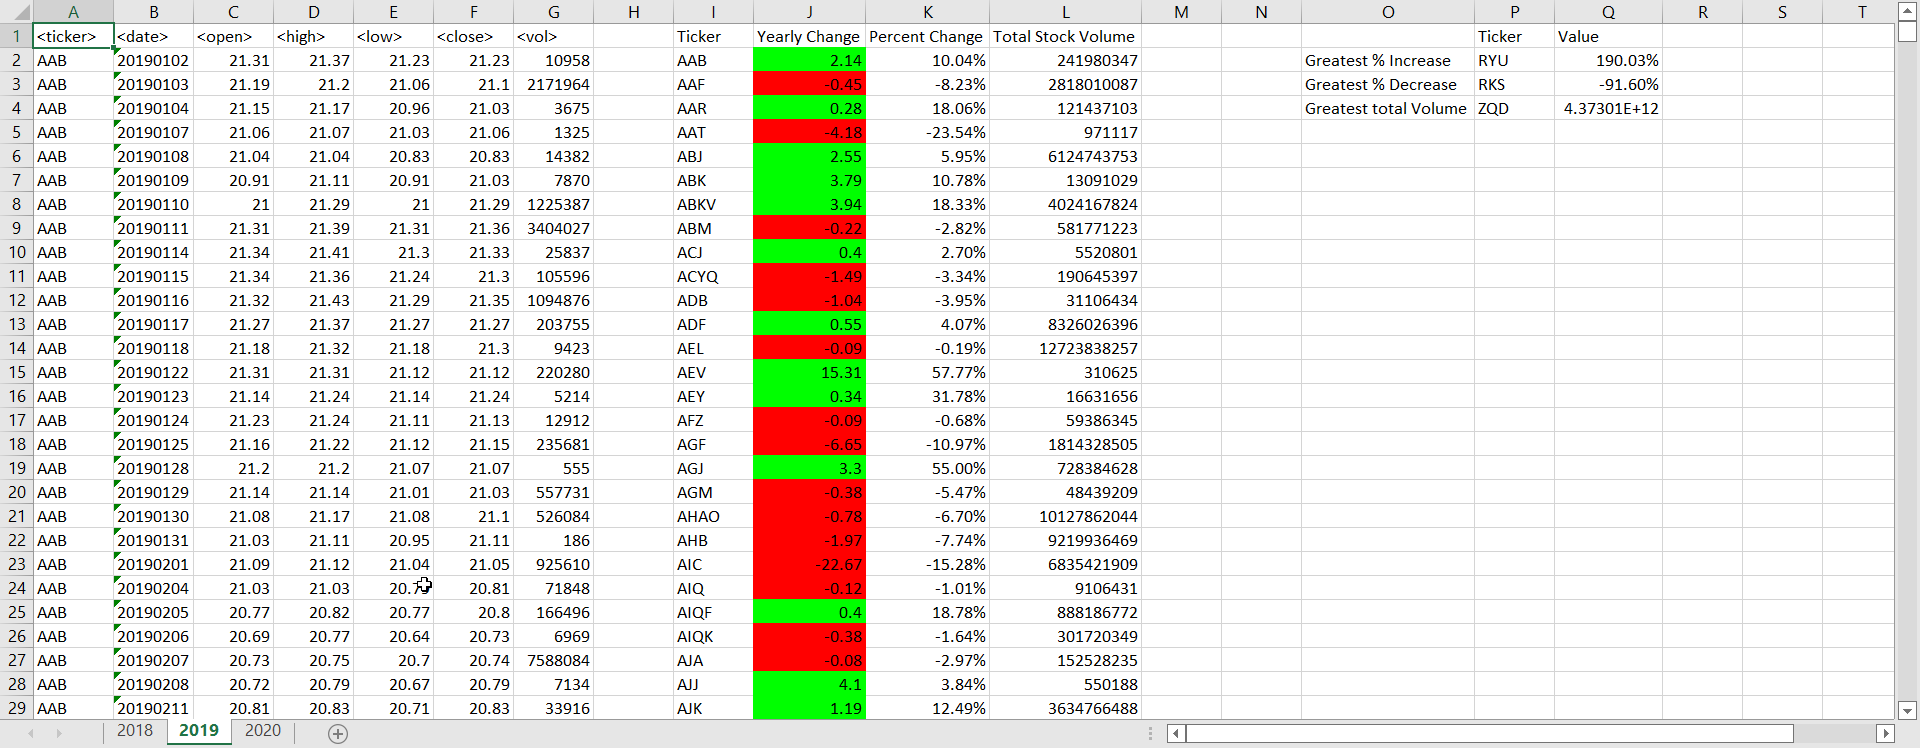 A B C D E F G H I J K L M N O P Q R S T
1 <ticker> <date> <open> <high> <low> <close> <vol> Ticker Yearly Change Percent Change Total Stock Volume Ticker Value
2 AAB 20190102 21.31 21.37 21.23 21.23 10958 AAB 2.14 10.04% 241980347 Greatest % Increase RYU 190.03%
3 AAB 20190103 21.19 21.2 21.06 21.1 2171964 AAF -0.45 -8.23% 2818010087 Greatest % Decrease RKS -91.60%
4 AAB 20190104 21.15 21.17 20.96 21.03 3675 AAR 0.28 18.06% 121437103 Greatest total Volume ZQD 4.37301E+12
5 AAB 20190107 21.06 21.07 21.03 21.06 1325 AAT -4.18 -23.54% 971117
6 AAB 20190108 21.04 21.04 20.83 20.83 14382 ABJ 2.55 5.95% 6124743753
7 AAB 20190109 20.91 21.11 20.91 21.03 7870 ABK 3.79 10.78% 13091029
8 AAB 20190110 21 21.29 21 21.29 1225387 ABKV 3.94 18.33% 4024167824
9 AAB 20190111 21.31 21.39 21.31 21.36 3404027 ABM -0.22 -2.82% 581771223
10 AAB 20190114 21.34 21.41 21.3 21.33 25837 ACJ 0.4 2.70% 5520801
11 AAB 20190115 21.34 21.36 21.24 21.3 105596 ACYQ -1.49 -3.34% 190645397
12 AAB 20190116 21.32 21.43 21.29 21.35 1094876 ADB -1.04 -3.95% 31106434
13 AAB 20190117 21.27 21.37 21.27 21.27 203755 ADF 0.55 4.07% 8326026396
14 AAB 20190118 21.18 21.32 21.18 21.3 9423 AEL -0.09 -0.19% 12723838257
15 AAB 20190122 21.31 21.31 21.12 21.12 220280 AEV 15.31 57.77% 310625
16 AAB 20190123 21.14 21.24 21.14 21.24 5214 AEY 0.34 31.78% 16631656
17 AAB 20190124 21.23 21.24 21.11 21.13 12912 AFZ -0.09 -0.68% 59386345
18 AAB 20190125 21.16 21.22 21.12 21.15 235681 AGF -6.65 -10.97% 1814328505
19 AAB 20190128 21.2 21.2 21.07 21.07 555 AGJ 3.3 55.00% 728384628
20 AAB 20190129 21.14 21.14 21.01 21.03 557731 AGM -0.38 -5.47% 48439209
21 AAB 20190130 21.08 21.17 21.08 21.1 526084 AHAO -0.78 -6.70% 10127862044
22 AAB 20190131 21.03 21.11 20.95 21.11 186 AHB -1.97 -7.74% 9219936469
23 AAB 20190201 21.09 21.12 21.04 21.05 925610 AIC -22.67 -15.28% 6835421909
24 AAB 20190204 21.03 21.03 20.81 71848 AIQ -0.12 -1.01% 9106431
25 AAB 20190205 20.77 20.82 20.77 20.8 166496 AIQF 0.4 18.78% 888186772
26 AAB 20190206 20.69 20.77 20.64 20.73 6969 AIQK -0.38 -1.64% 301720349
27 AAB 20190207 20.73 20.75 20.7 20.74 7588084 AJA -0.08 -2.97% 152528235
28 AAB 20190208 20.72 20.79 20.67 20.79 7134 AJJ 4.1 3.84% 550188
29 AAB 20190211 20.81 20.83 20.71 20.83 33916 AJK 1.19 12.49% 3634766488
2018 2019 2020